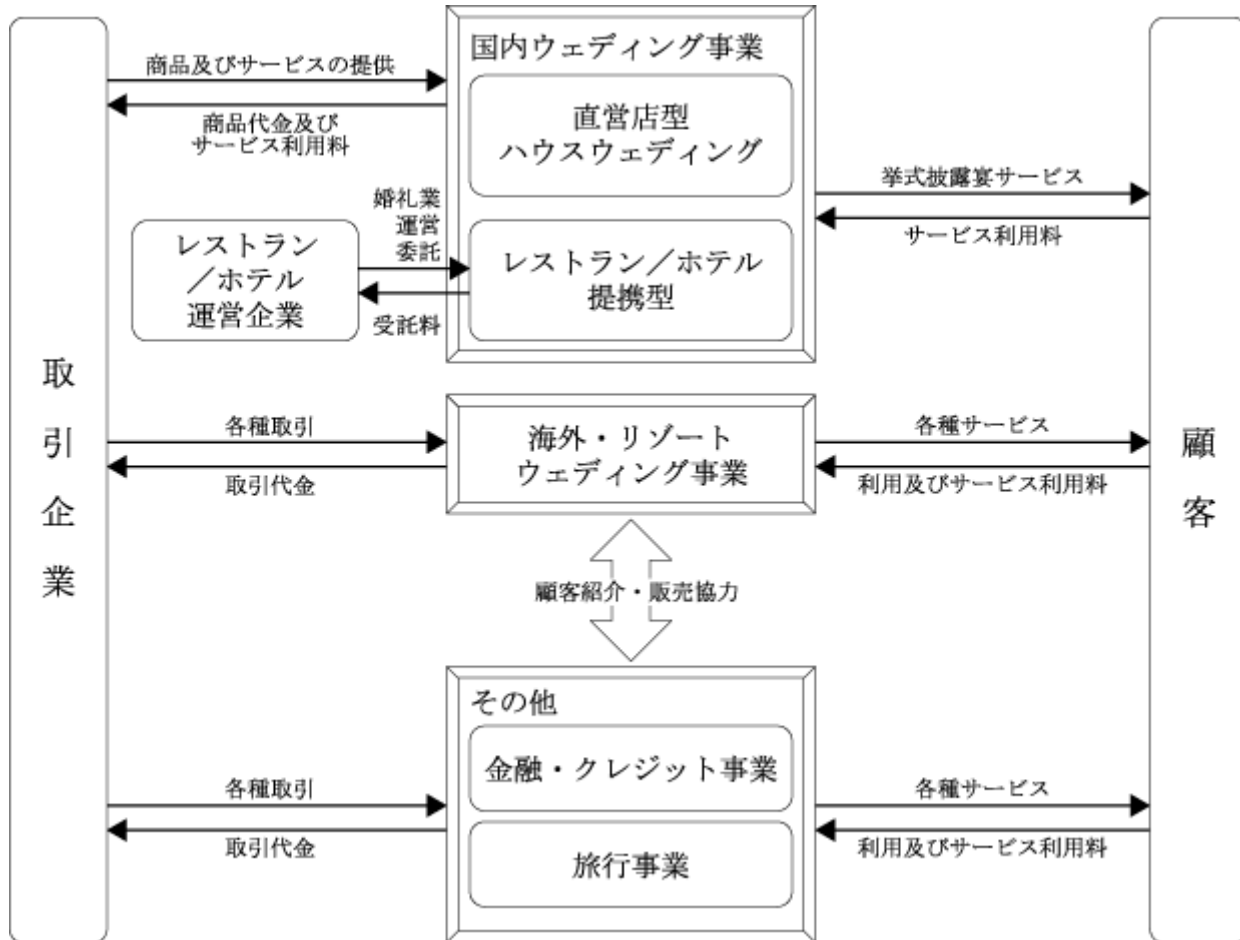 国内ウェディング事業
商品及びサービスの提供
商品代金及び
サービス利用料
直営店型
ハウスウェディング
挙式披露宴サービス
サービス利用料
婚礼業
運営
委託
レストラン
／ホテル
運営企業
レストラン／ホテル
提携型
受託料
取引企業
顧客
各種取引
取引代金
海外・リゾート
ウェディング事業
各種サービス
利用及びサービス利用料
顧客紹介・販売協力
その他
金融・クレジット事業
旅行事業
各種取引
取引代金
各種サービス
利用及びサービス利用料